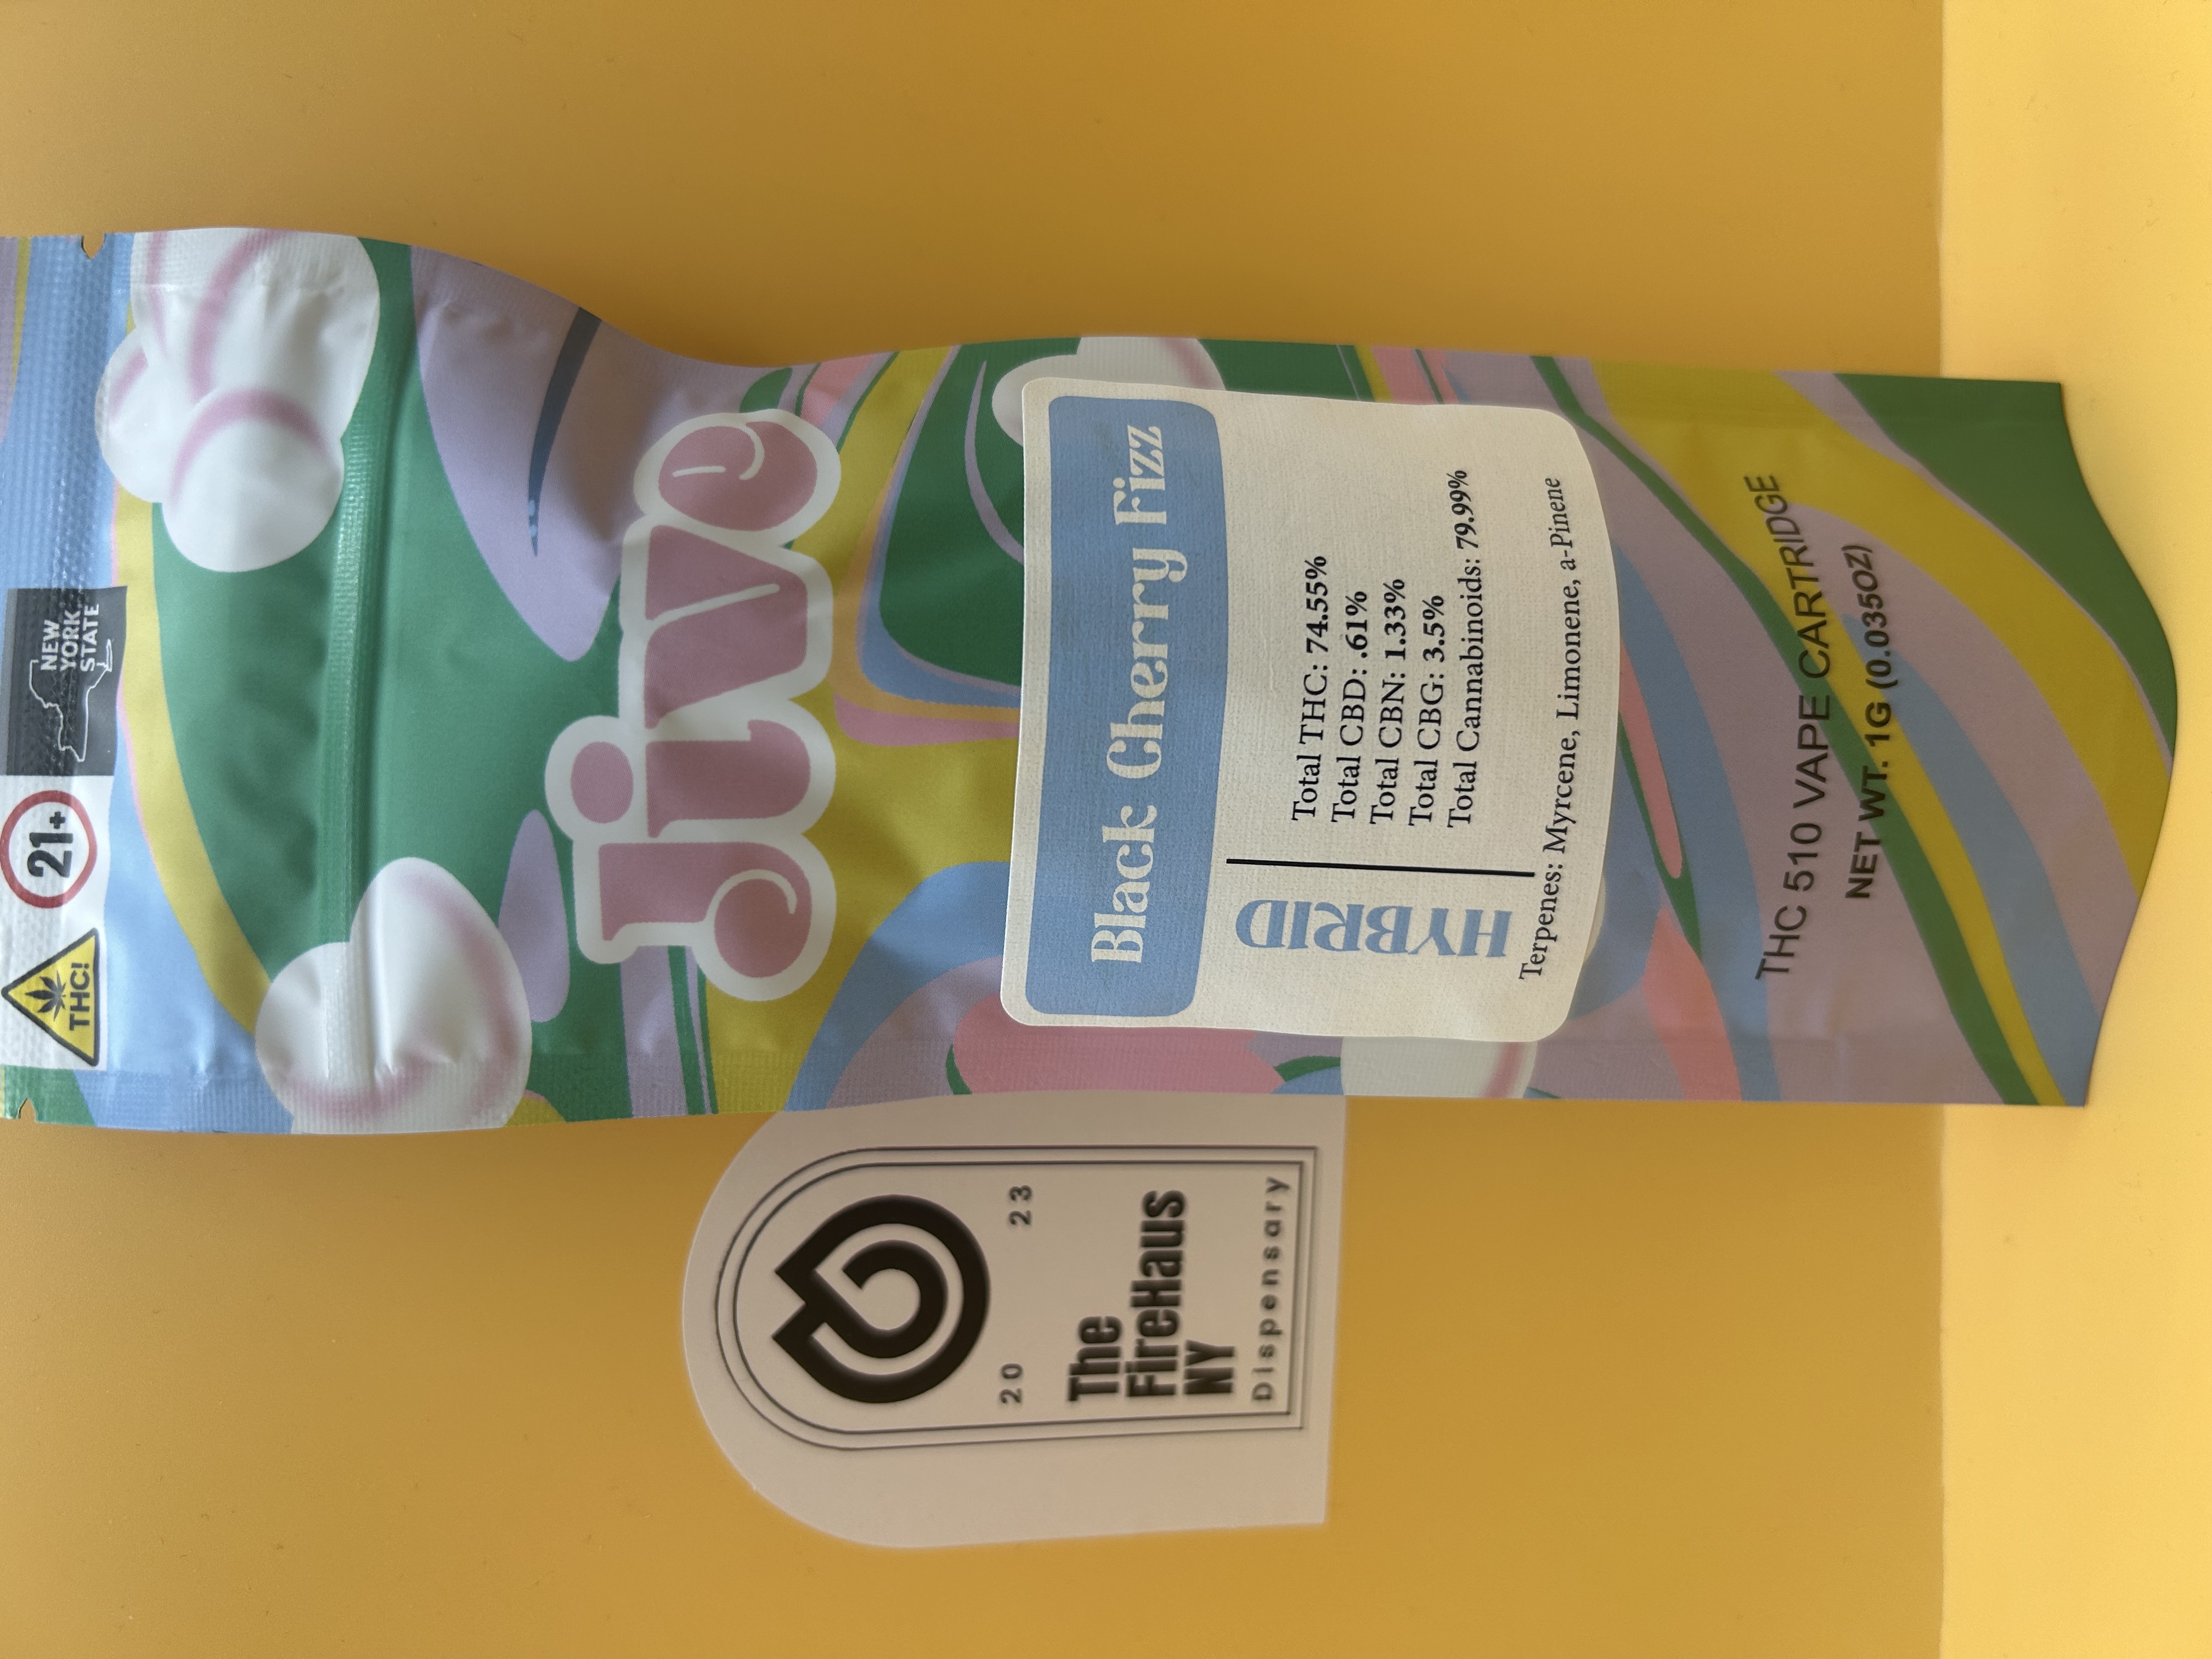 THC!
21+
NEW
YORK
STATE
Jive
Black Cherry Fizz
HYBRID
Total THC: 74.55%
Total CBD: .61%
Total CBN: 1.33%
Total CBG: 3.5%
Total Cannabinoids: 79.99%
Terpenes: Myrcene, Limonene, a-Pinene
THC 510 VAPE CARTRIDGE
NET WT. 1G (0.035OZ)
20 23
The
FireHaus
NY
Dispensary